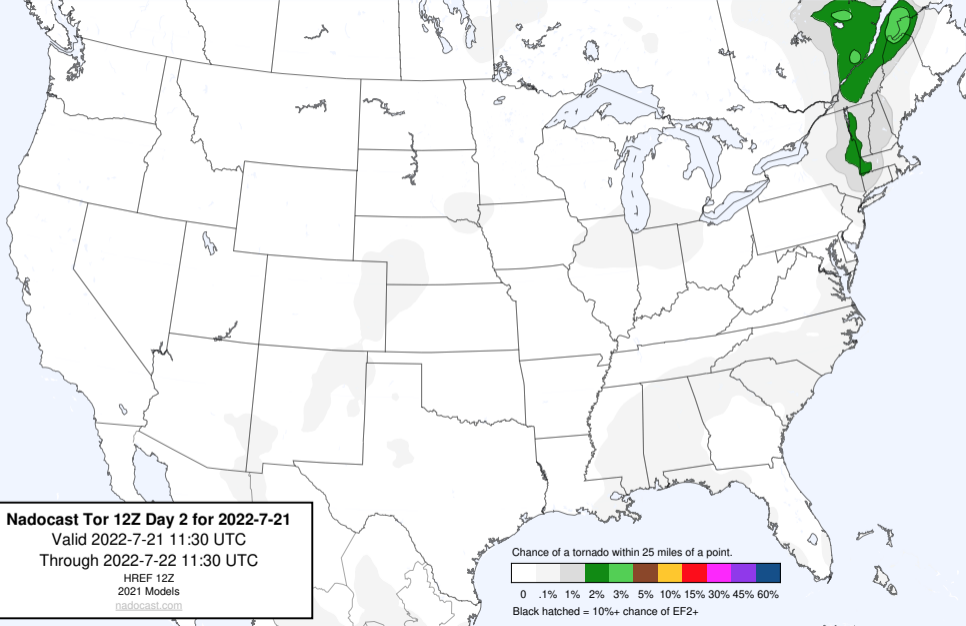 Nadocast Tor 12Z Day 2 for 2022-7-21
Valid 2022-7-21 11:30 UTC
Through 2022-7-22 11:30 UTC
HREF 12Z
2021 Models
nadocast.com
Chance of a tornado within 25 miles of a point.
0 .1% 1% 2% 3% 5% 10% 15% 30% 45% 60%
Black hatched = 10%+ chance of EF2+